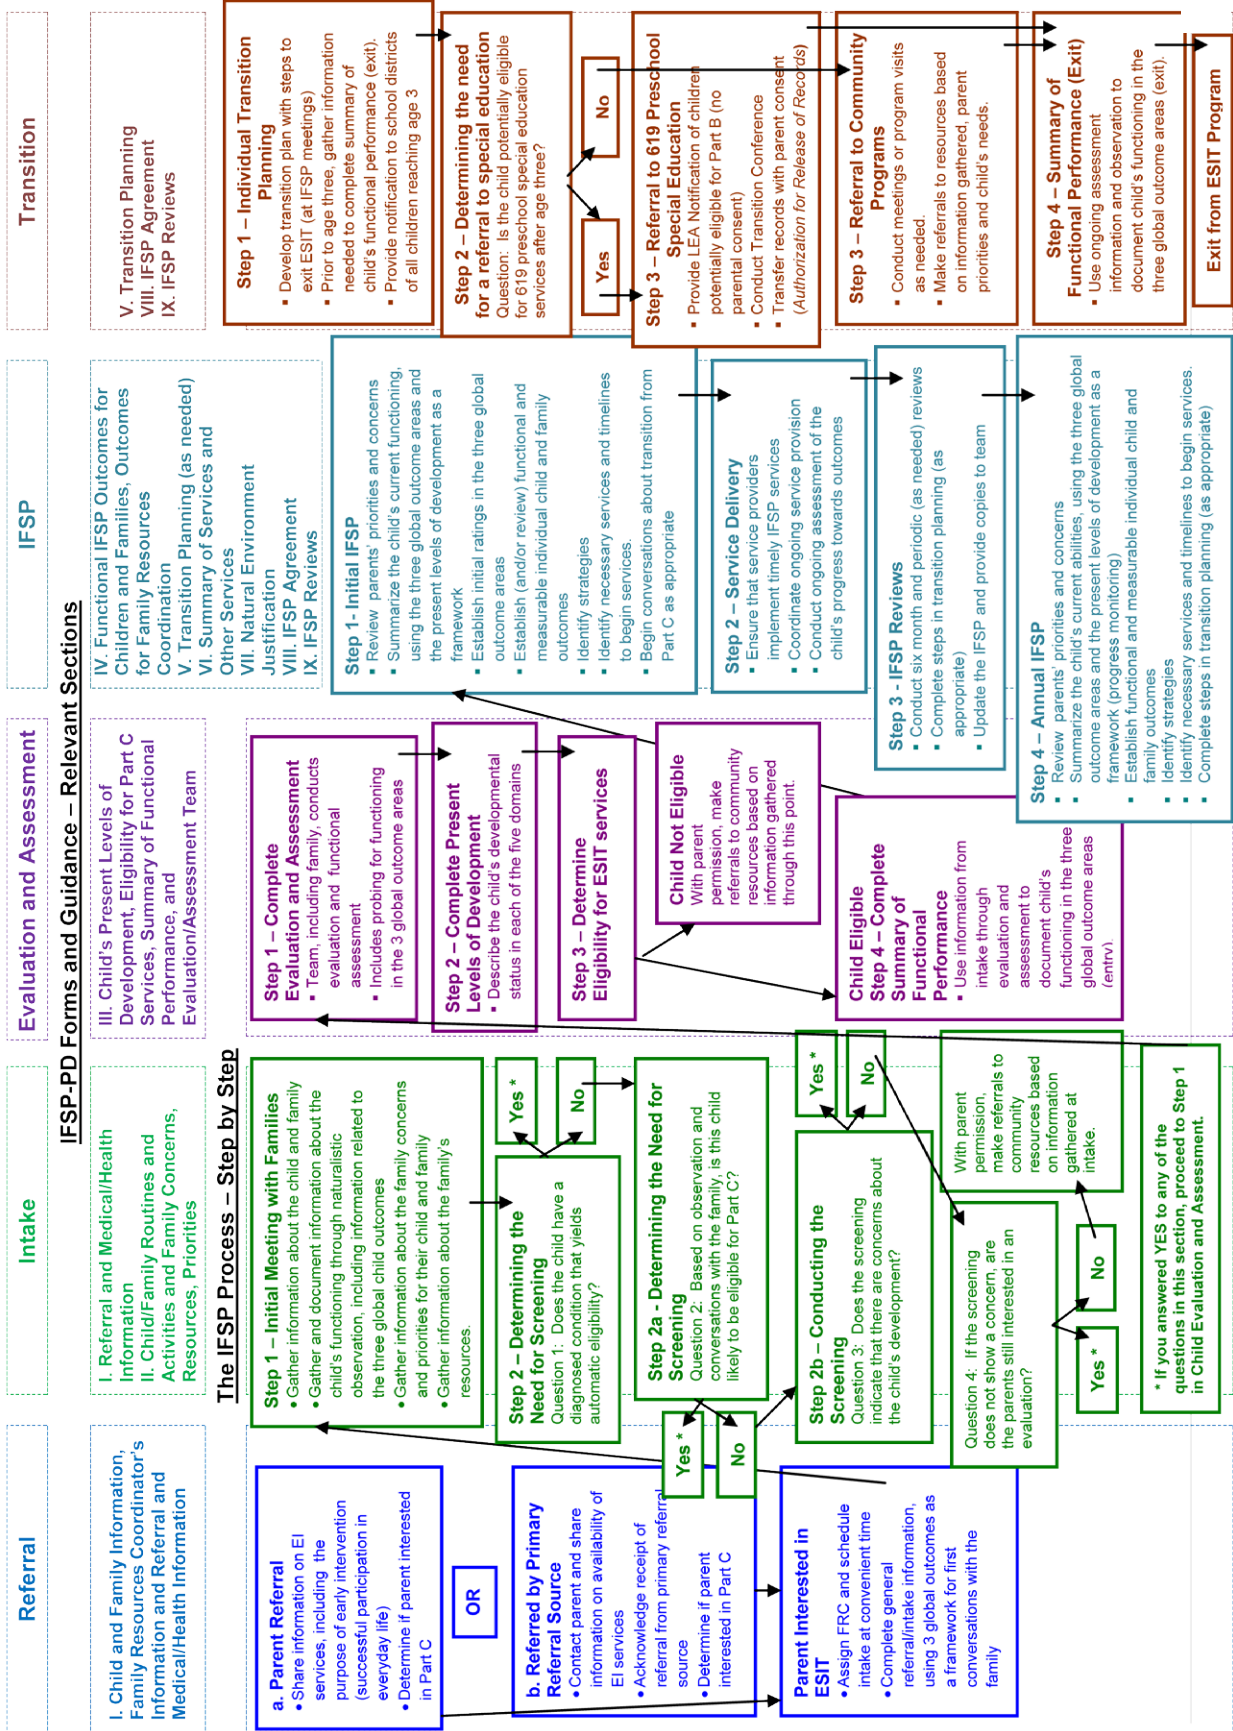 Referral
Intake
Evaluation and Assessment
IFSP
Transition
IFSP-PD Forms and Guidance – Relevant Sections
I. Child and Family Information,
Family Resources Coordinator's
Information and Referral and
Medical/Health Information
I. Referral and Medical/Health
Information
II. Child/Family Routines and
Activities and Family Concerns,
Resources, Priorities
III. Child's Present Levels of
Development, Eligibility for Part C
Services, Summary of Functional
Performance, and
Evaluation/Assessment Team
IV. Functional IFSP Outcomes for
Children and Families, Outcomes
for Family Resources
Coordination
V. Transition Planning (as needed)
VI. Summary of Services and
Other Services
VII. Natural Environment
Justification
VIII. IFSP Agreement
IX. IFSP Reviews
V. Transition Planning
VIII. IFSP Agreement
IX. IFSP Reviews
The IFSP Process – Step by Step
a. Parent Referral
• Share information on EI
services, including the
purpose of early intervention
(successful participation in
everyday life)
• Determine if parent interested
in Part C
OR
b. Referred by Primary
Referral Source
• Contact parent and share
information on availability of
EI services
• Acknowledge receipt of
referral from primary referral
source
• Determine if parent
interested in Part C
Parent Interested in
ESIT
• Assign FRC and schedule
intake at convenient time
• Complete general
referral/intake information,
using 3 global outcomes as
a framework for first
conversations with the
family
Step 1 – Initial Meeting with Families
• Gather information about the child and family
• Gather and document information about the
child's functioning through naturalistic
observation, including information related to
the three global child outcomes
• Gather information about the family concerns
and priorities for their child and family
• Gather information about the family's
resources.
Step 2 – Determining the
Need for Screening
Question 1: Does the child have a
diagnosed condition that yields
automatic eligibility?
Yes *
No
Step 2a - Determining the Need for
Screening
Question 2: Based on observation and
conversations with the family, is this child
likely to be eligible for Part C?
Yes *
No
Step 2b – Conducting the
Screening
Question 3: Does the screening
indicate that there are concerns about
the child's development?
Yes *
No
Question 4: If the screening
does not show a concern, are
the parents still interested in an
evaluation?
Yes *
No
With parent
permission,
make referrals to
community
resources based
on information
gathered at
intake.
* If you answered YES to any of the
questions in this section, proceed to Step 1
in Child Evaluation and Assessment.
Step 1 – Complete
Evaluation and Assessment
• Team, including family, conducts
evaluation and functional
assessment
• Includes probing for functioning
in the 3 global outcome areas
Step 2 – Complete Present
Levels of Development
• Describe the child's developmental
status in each of the five domains
Step 3 – Determine
Eligibility for ESIT services
Child Not Eligible
With parent
permission, make
referrals to community
resources based on
information gathered
through this point.
Child Eligible
Step 4 – Complete
Summary of
Functional
Performance
• Use information from
intake through
evaluation and
assessment to
document child's
functioning in the three
global outcome areas
(entry).
Step 1- Initial IFSP
▪ Review parents' priorities and concerns
▪ Summarize the child's current functioning,
using the three global outcome areas and
the present levels of development as a
framework
▪ Establish initial ratings in the three global
outcome areas
▪ Establish (and/or review) functional and
measurable individual child and family
outcomes
▪ Identify strategies
▪ Identify necessary services and timelines
to begin services.
▪ Begin conversations about transition from
Part C as appropriate
Step 2 – Service Delivery
▪ Ensure that service providers
implement timely IFSP services
▪ Coordinate ongoing service provision
▪ Conduct ongoing assessment of the
child's progress towards outcomes
Step 3 - IFSP Reviews
▪ Conduct six month and periodic (as needed) reviews
▪ Complete steps in transition planning (as
appropriate)
▪ Update the IFSP and provide copies to team
Step 4 – Annual IFSP
▪ Review parents' priorities and concerns
▪ Summarize the child's current abilities, using the three global
outcome areas and the present levels of development as a
framework (progress monitoring)
▪ Establish functional and measurable individual child and
family outcomes
▪ Identify strategies
▪ Identify necessary services and timelines to begin services.
▪ Complete steps in transition planning (as appropriate)
Step 1 – Individual Transition
Planning
▪ Develop transition plan with steps to
exit ESIT (at IFSP meetings)
▪ Prior to age three, gather information
needed to complete summary of
child's functional performance (exit).
▪ Provide notification to school districts
of all children reaching age 3
Step 2 – Determining the need
for a referral to special education
Question: Is the child potentially eligible
for 619 preschool special education
services after age three?
Yes
No
Step 3 – Referral to 619 Preschool
Special Education
▪ Provide LEA Notification of children
potentially eligible for Part B (no
parental consent)
▪ Conduct Transition Conference
▪ Transfer records with parent consent
(Authorization for Release of Records)
Step 3 – Referral to Community
Programs
▪ Conduct meetings or program visits
as needed.
▪ Make referrals to resources based
on information gathered, parent
priorities and child's needs.
Step 4 – Summary of
Functional Performance (Exit)
▪ Use ongoing assessment
information and observation to
document child's functioning in the
three global outcome areas (exit).
Exit from ESIT Program